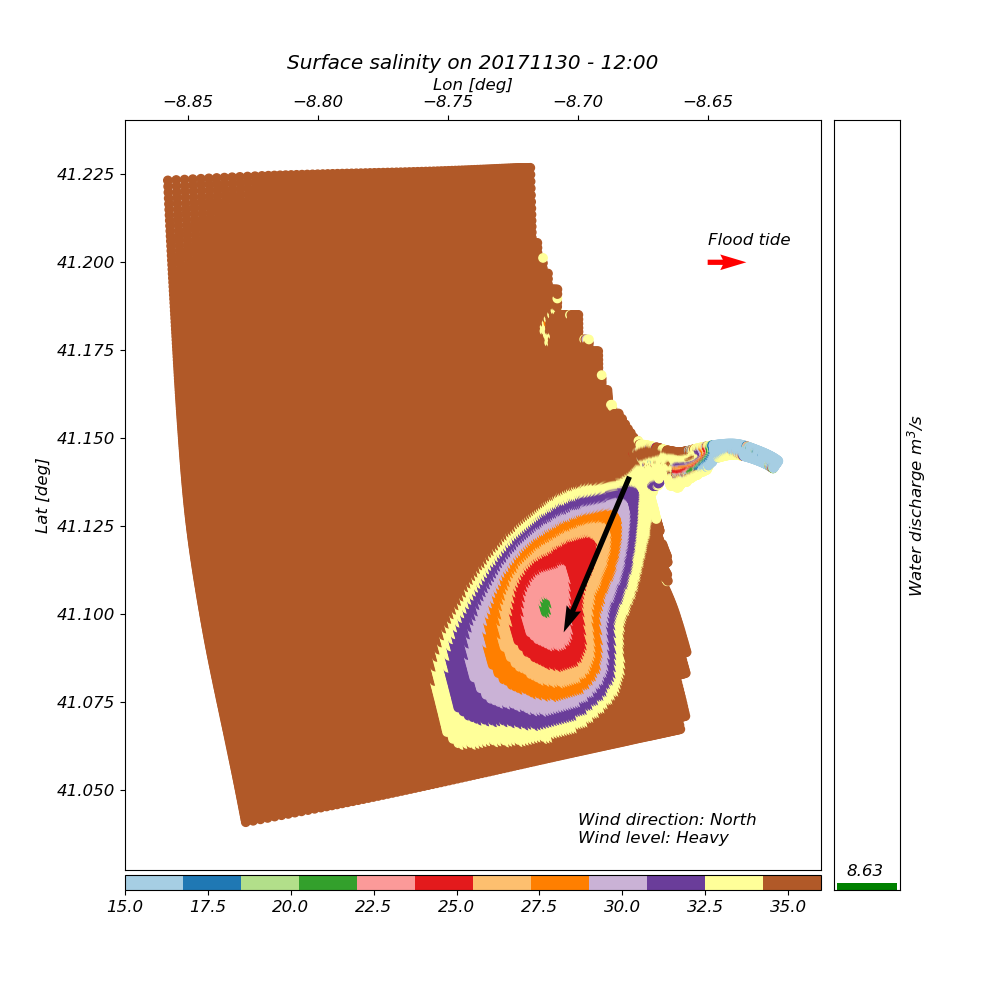 Surface salinity on 20171130 - 12:00
Lon [deg]
−8.85 −8.80 −8.75 −8.70 −8.65
41.225
41.200
41.175
41.150
41.125
41.100
41.075
41.050
Lat [deg]
Flood tide
Wind direction: North
Wind level: Heavy
Water discharge m³/s
8.63
15.0 17.5 20.0 22.5 25.0 27.5 30.0 32.5 35.0